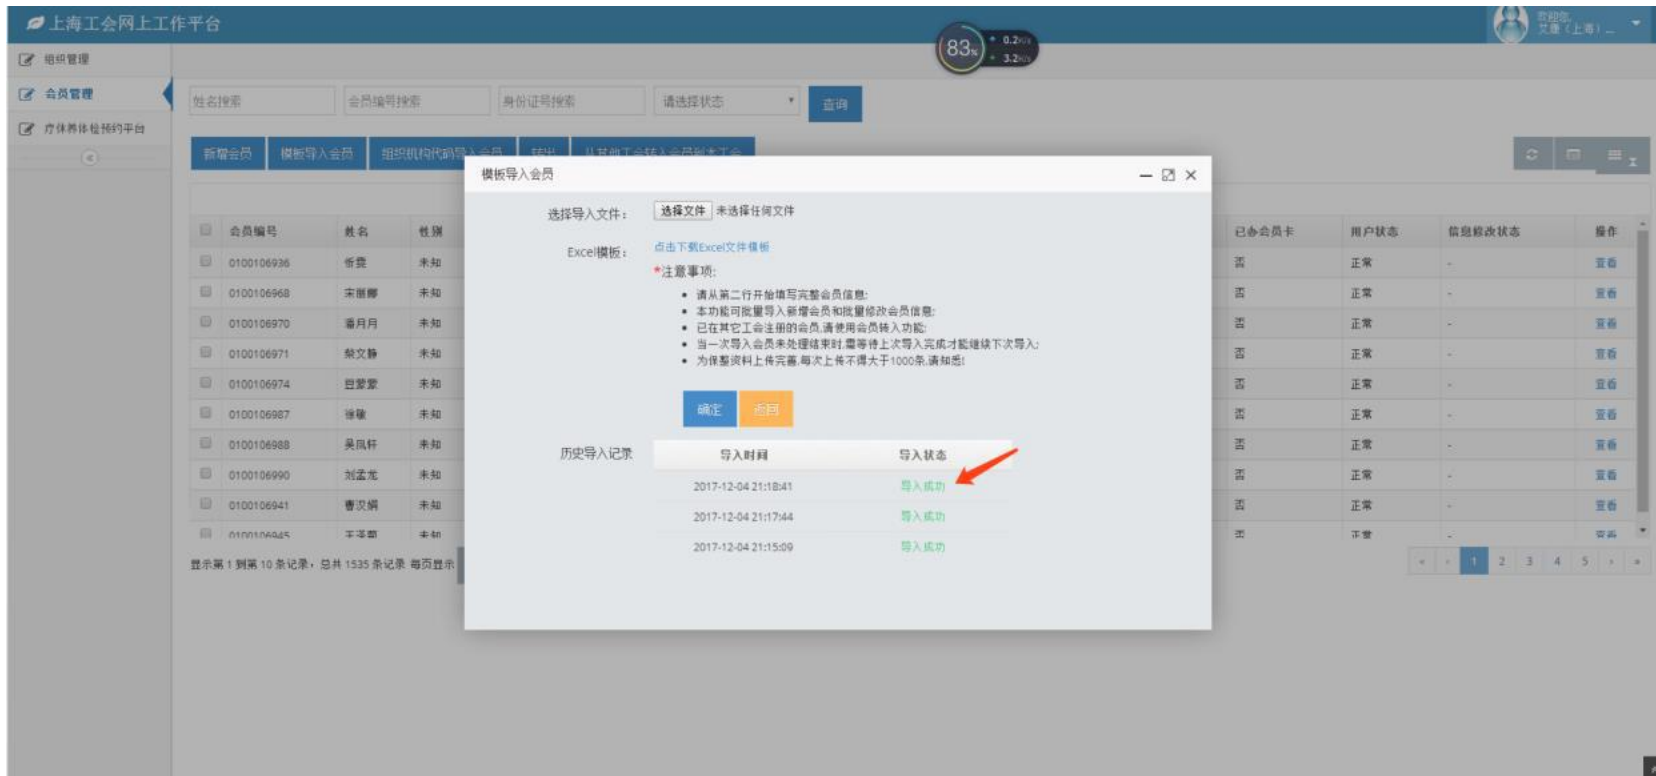 上海工会网上工作平台
欢迎您,
艾康（上海）...
83%
0.2K/s
3.2K/s
组织管理
会员管理
疗休养体检预约平台
姓名搜索 会员编号搜索 身份证号搜索 请选择状态 查询
新增会员 模板导入会员 组织机构代码导入会员 转出 从其他工会转入会员到本工会
模板导入会员
选择导入文件： 选择文件 未选择任何文件
Excel模板： 点击下载Excel文件模板
*注意事项:
请从第二行开始填写完整会员信息;
本功能可批量导入新增会员和批量修改会员信息;
已在其它工会注册的会员,请使用会员转入功能;
当一次导入会员未处理结束时,需等待上次导入完成才能继续下次导入;
为保整资料上传完善,每次上传不得大于1000条,请知悉!
确定 返回
历史导入记录 导入时间 导入状态
2017-12-04 21:18:41 导入成功
2017-12-04 21:17:44 导入成功
2017-12-04 21:15:09 导入成功
会员编号 姓名 性别 已办会员卡 用户状态 信息修改状态 操作
0100106936 未知 否 正常 - 查看
0100106968 宋丽娜 未知 否 正常 - 查看
0100106970 潘月月 未知 否 正常 - 查看
0100106971 柴文静 未知 否 正常 - 查看
0100106974 未知 否 正常 - 查看
0100106987 徐敏 未知 否 正常 - 查看
0100106988 吴凤轩 未知 否 正常 - 查看
0100106990 刘孟龙 未知 否 正常 - 查看
0100106941 曹汉娟 未知 否 正常 - 查看
0100106945 未知 否 正常 - 查看
显示第 1 到第 10 条记录，总共 1535 条记录 每页显示
« ‹ 1 2 3 4 5 › »